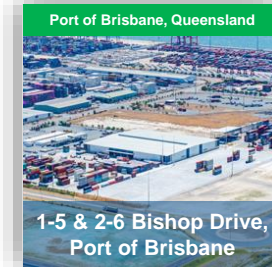 Port of Brisbane, Queensland
1-5 & 2-6 Bishop Drive,
Port of Brisbane